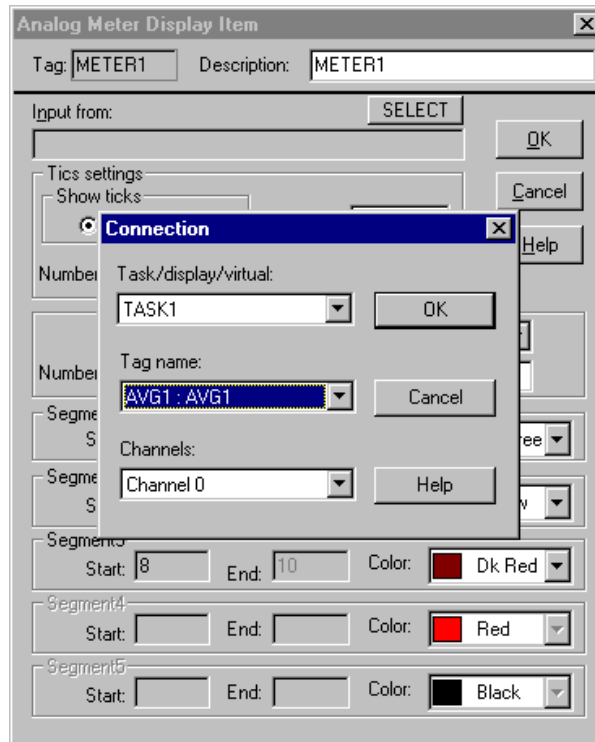 Analog Meter Display Item
Tag: METER1 Description: METER1
Input from: SELECT
OK
Tics settings
Show ticks
Cancel
Connection
Help
Number
Task/display/virtual:
TASK1 OK
Tag name:
Number
AVG1 : AVG1 Cancel
Segme
S ree
Channels:
Segme
Channel 0 Help
S w
Start: 8 End: 10 Color: Dk Red
Segment4
Start: End: Color: Red
Segment5
Start: End: Color: Black